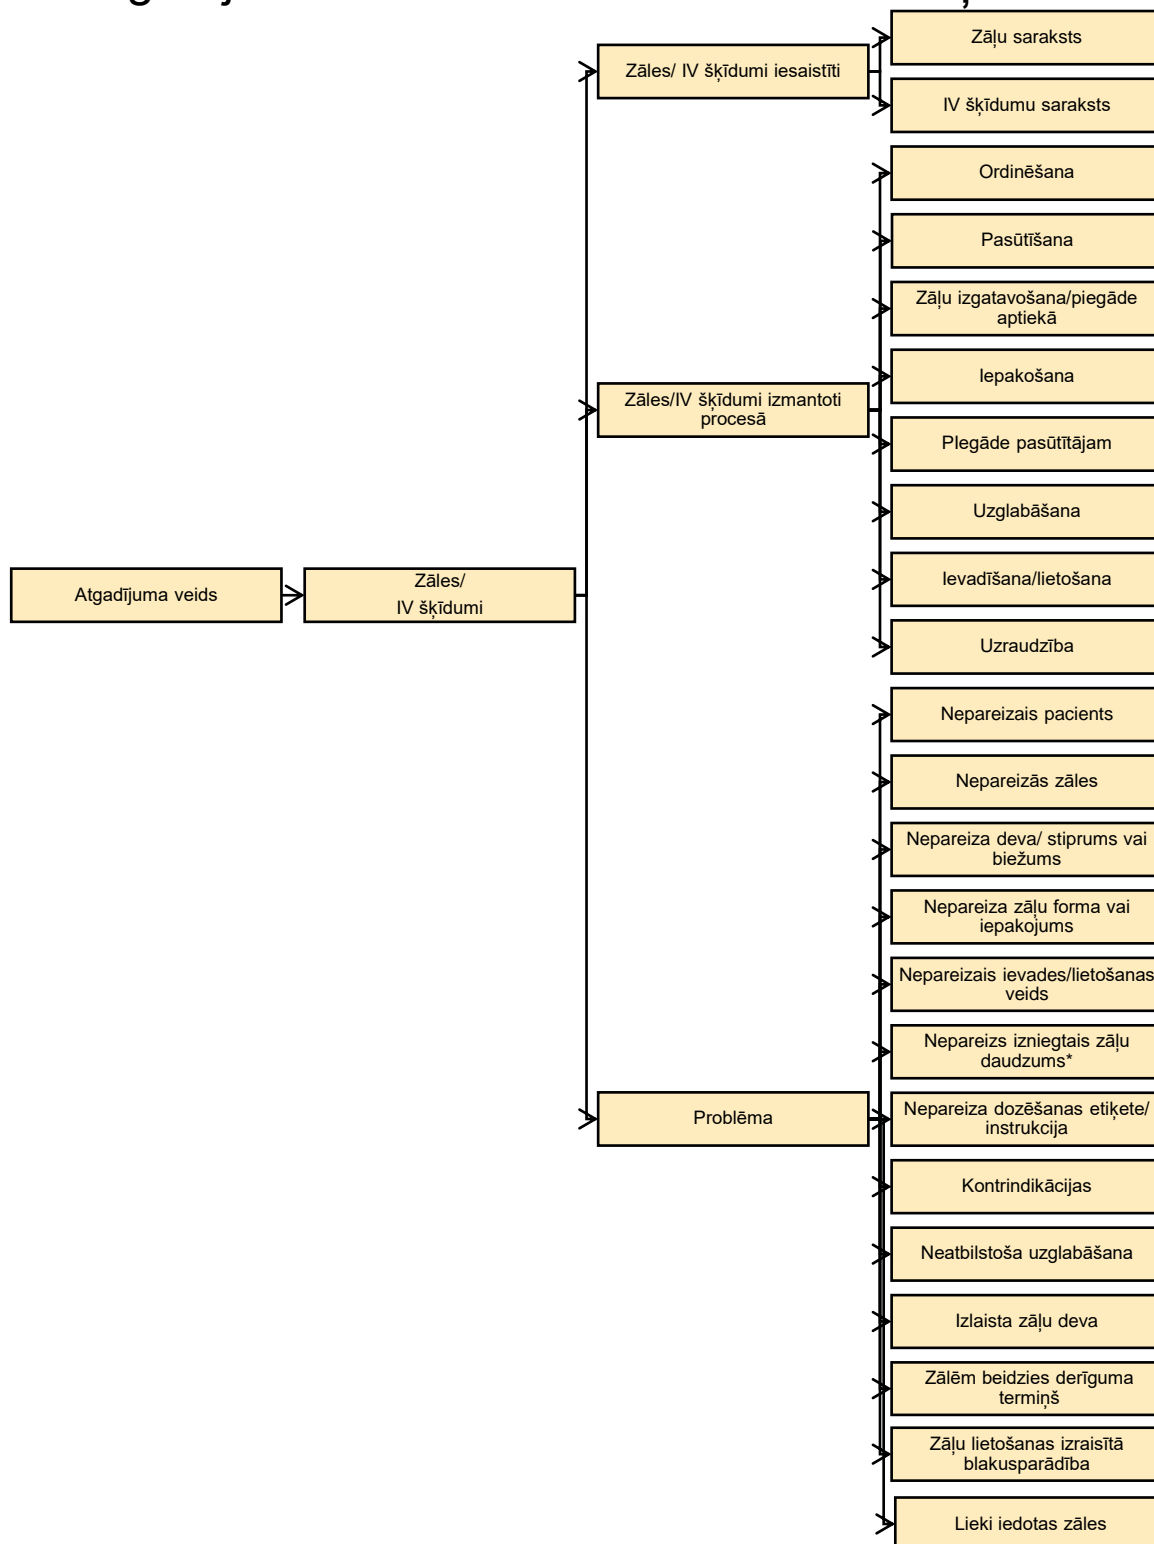 Zāļu saraksts
Zāles/ IV šķīdumi iesaistīti
IV šķīdumu saraksts
Ordinēšana
Pasūtīšana
Zāļu izgatavošana/piegāde
aptiekā
Iepakošana
Zāles/IV šķīdumi izmantoti
procesā
Plegāde pasūtītājam
Uzglabāšana
Ievadīšana/lietošana
Atgadījuma veids
Zāles/
IV šķīdumi
Uzraudzība
Nepareizais pacients
Nepareizās zāles
Nepareiza deva/ stiprums vai
biežums
Nepareiza zāļu forma vai
iepakojums
Nepareizais ievades/lietošanas
veids
Nepareizs izniegtais zāļu
daudzums*
Problēma
Nepareiza dozēšanas etiķete/
instrukcija
Kontrindikācijas
Neatbilstoša uzglabāšana
Izlaista zāļu deva
Zālēm beidzies derīguma
termiņš
Zāļu lietošanas izraisītā
blakusparādība
Lieki iedotas zāles